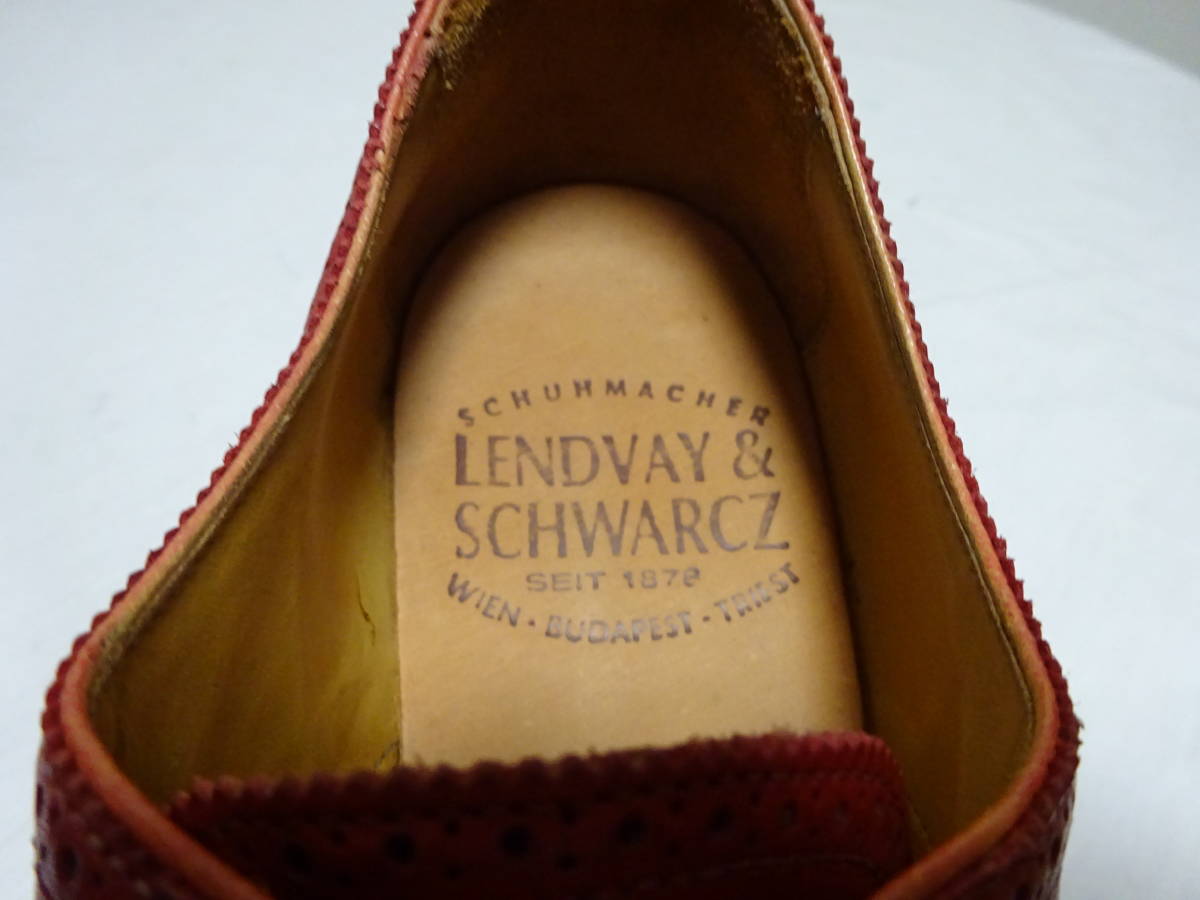 SCHUHMACHER
LENDVAY &
SCHWARCZ
SEIT 1876
WIEN · BUDAPEST · TRIEST